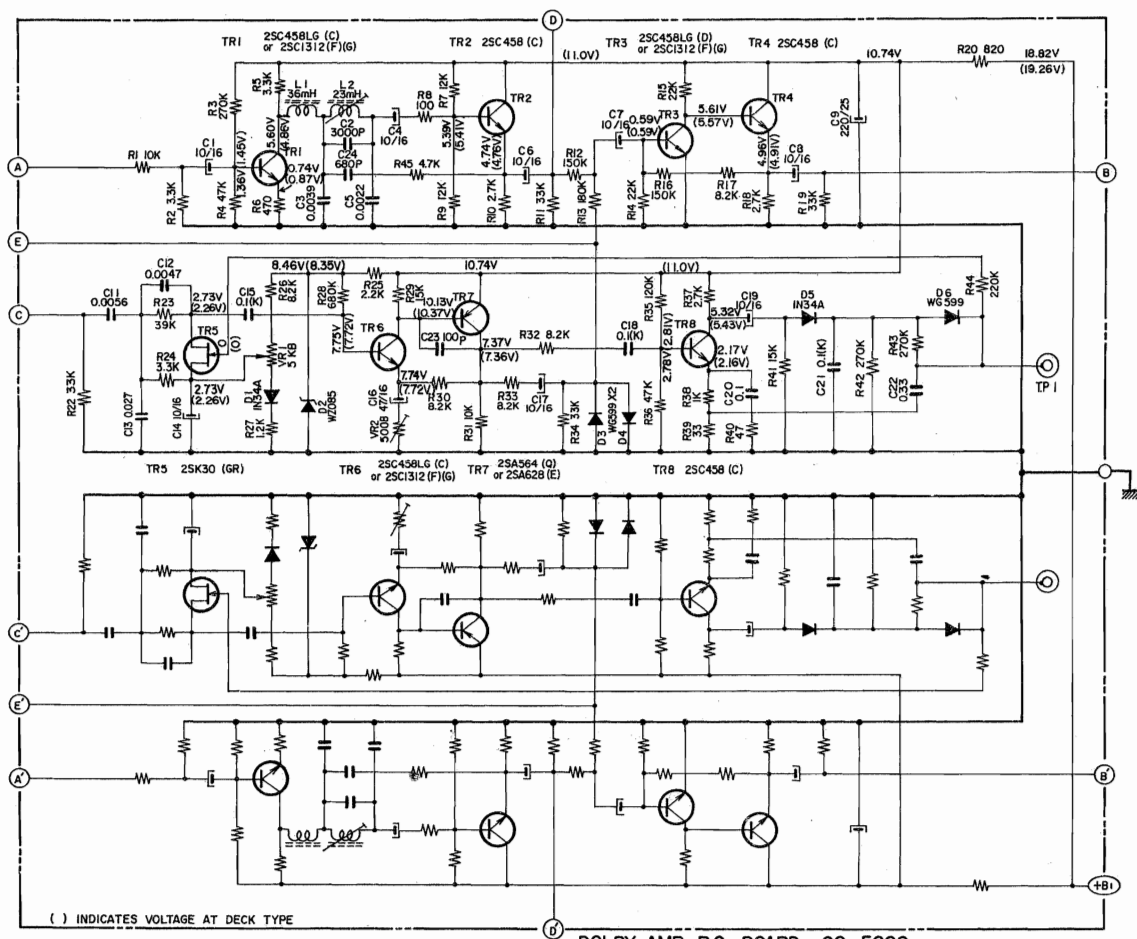 D
TR1 2SC458LG (C)
or 2SC1312 (F)(G)
TR2 2SC458 (C)
TR3 2SC458LG (D)
or 2SC1312 (F)(G)
TR4 2SC458 (C)
(11.0V)
10.74V
R20 820
18.82V
(19.26V)
R3
270K
R5
3.3K
L1
36mH
L2
23mH
R8
100
R7 12K
TR2
C2
3000P
C4
10/16
C24
680P
R45 4.7K
5.60V
(4.86V)
TR1
0.74V
(0.87V)
1.36V (1.45V)
5.39V
(5.41V)
4.74V
(4.76V)
C6
10/16
C7
10/16
0.59V
(0.59V)
TR3
R15
22K
5.61V
(5.57V)
TR4
4.96V
(4.91V)
C8
10/16
C9
220/25
A
R1 10K
C1
10/16
R2 3.3K
R4 47K
R6
470
C3
0.0039
C5
0.0022
R9 12K
R10 2.7K
R11 33K
R12
150K
R13 180K
R14 22K
R16
150K
R17
8.2K
R18
2.7K
R19
33K
B
E
C
C11
0.0056
C12
0.0047
R23
39K
2.73V
(2.26V)
C15
0.1(K)
R24
3.3K
TR5
0
(0)
2.73V
(2.26V)
R22 33K
C13 0.027
C14 10/16
8.46V(8.35V)
R26
8.2K
R28
680K
R25
2.2K
VR1
5KB
D1
1N34A
R27
1.2K
D2
WZ085
R29
15K
10.74V
10.13V
(10.37V)
TR7
TR6
7.75V
(7.72V)
C23 100P
R32 8.2K
7.37V
(7.36V)
7.74V
(7.72V)
R30
8.2K
R33
8.2K
C17
10/16
C16
47/16
VR2
500B
R31 10K
R34 33K
D3
WG599 X2
D4
C18
0.1(K)
(11.0V)
R35 120K
R37
2.7K
C19
10/16
5.32V
(5.43V)
TR8
2.78V (2.81V)
2.17V
(2.16V)
R36 47K
R38
1K
R39
33
C20
0.1
R40
47
R41 15K
D5
1N34A
C21 0.1(K)
R42 270K
R43
270K
C22
0.33
D6
WG599
R44
220K
T.P 1
TR5 2SK30 (GR)
TR6 2SC458LG (C)
or 2SC1312 (F)(G)
TR7 2SA564 (Q)
or 2SA628 (E)
TR8 2SC458 (C)
C'
E'
A'
B'
+B1
( ) INDICATES VOLTAGE AT DECK TYPE
D'